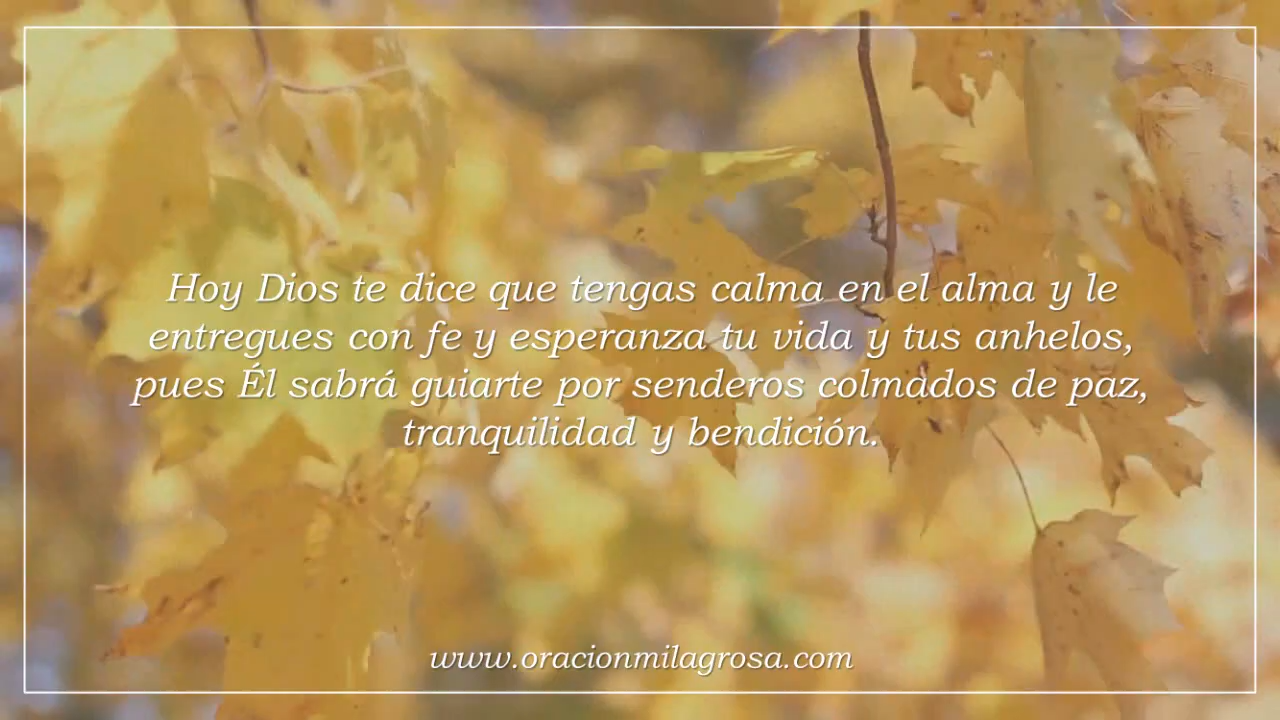 Hoy Dios te dice que tengas calma en el alma y le
entregues con fe y esperanza tu vida y tus anhelos,
pues Él sabrá guiarte por senderos colmados de paz,
tranquilidad y bendición.
www.oracionmilagrosa.com